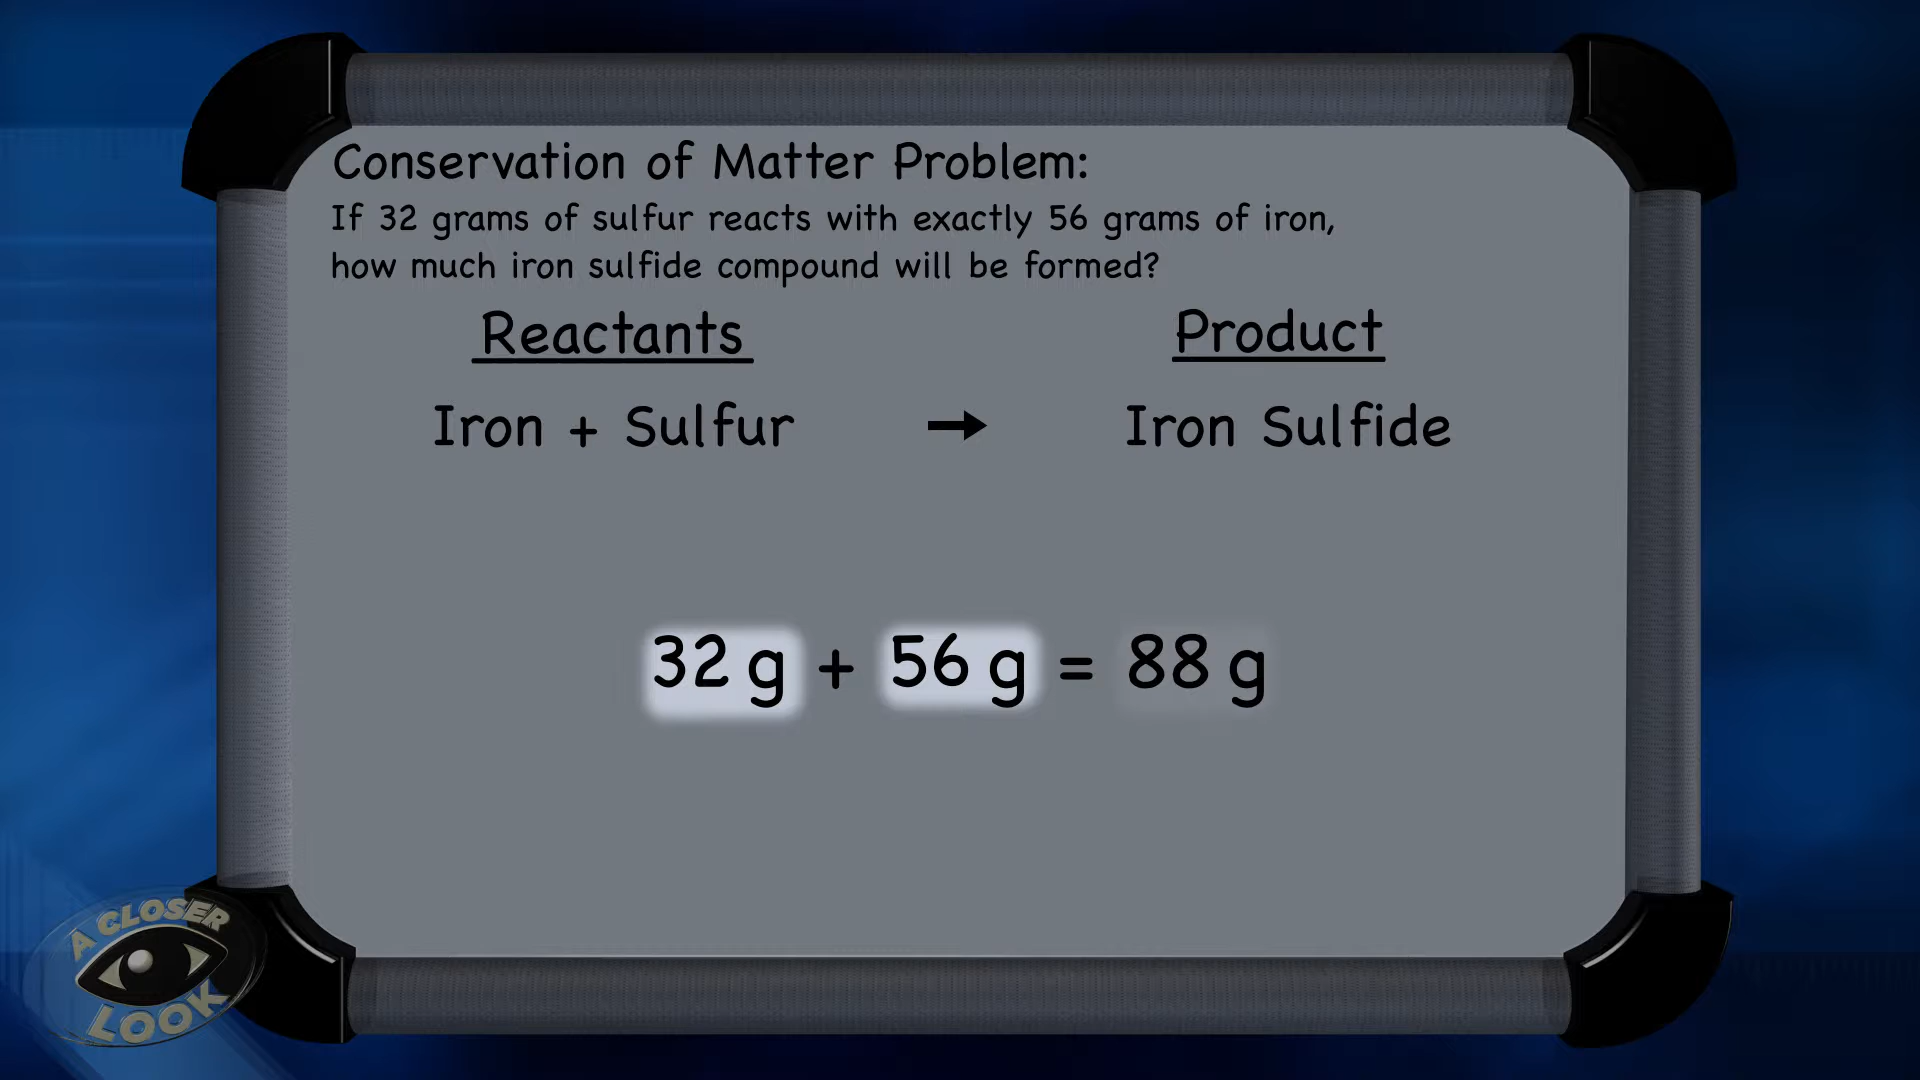 Conservation of Matter Problem:
If 32 grams of sulfur reacts with exactly 56 grams of iron,
how much iron sulfide compound will be formed?
Reactants Product
Iron + Sulfur → Iron Sulfide
32 g + 56 g = 88 g
A CLOSER
LOOK